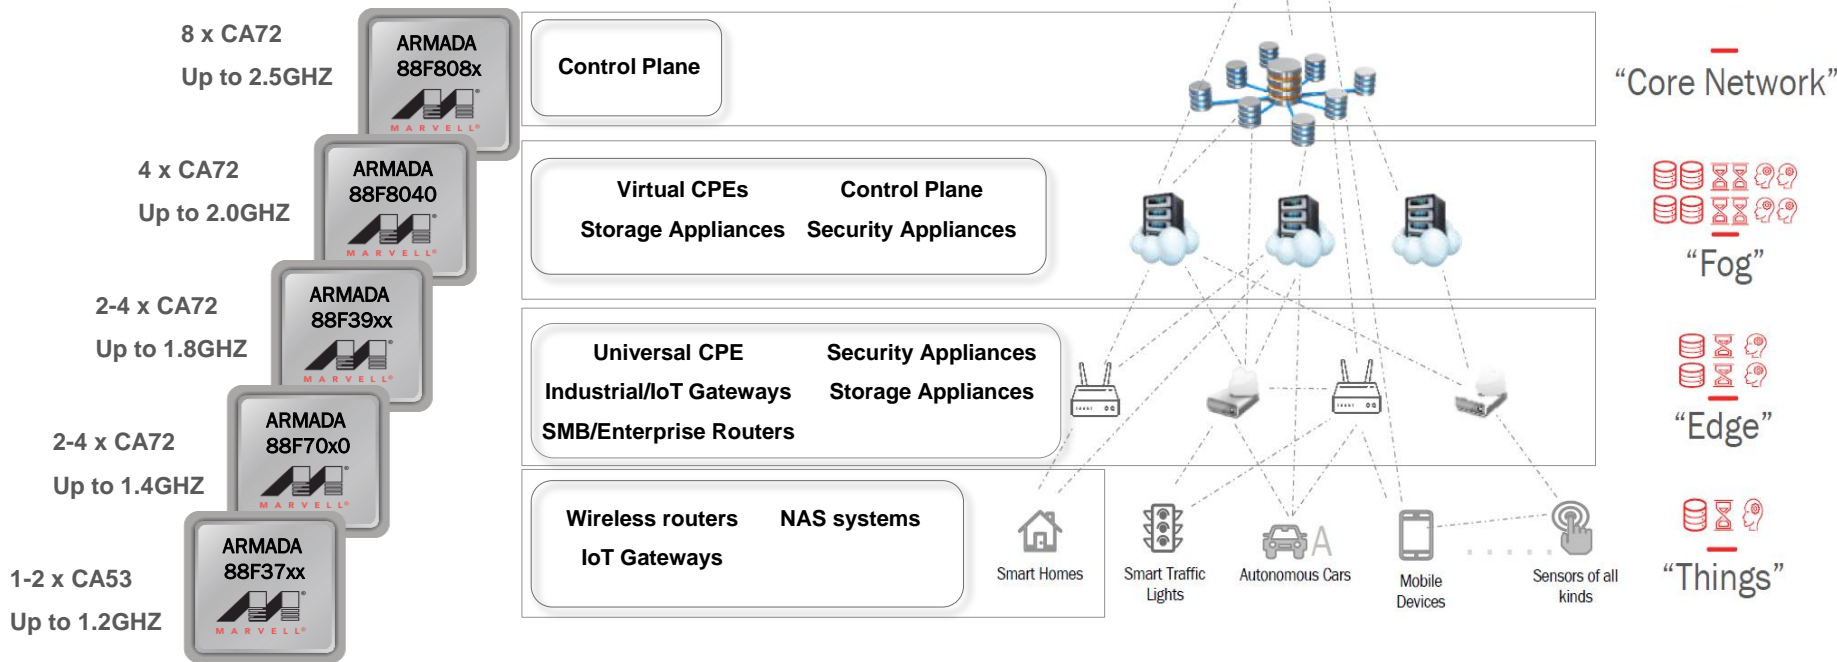 8 x CA72
Up to 2.5GHZ
ARMADA
88F808x
MARVELL®
Control Plane
“Core Network”
4 x CA72
Up to 2.0GHZ
ARMADA
88F8040
MARVELL®
Virtual CPEs
Control Plane
Storage Appliances
Security Appliances
“Fog”
2-4 x CA72
Up to 1.8GHZ
ARMADA
88F39xx
MARVELL®
Universal CPE
Security Appliances
Industrial/IoT Gateways
Storage Appliances
SMB/Enterprise Routers
“Edge”
2-4 x CA72
Up to 1.4GHZ
ARMADA
88F70x0
MARVELL®
Wireless routers
NAS systems
IoT Gateways
Smart Homes
Smart Traffic
Lights
A
Autonomous Cars
Mobile
Devices
Sensors of all
kinds
“Things”
1-2 x CA53
Up to 1.2GHZ
ARMADA
88F37xx
MARVELL®